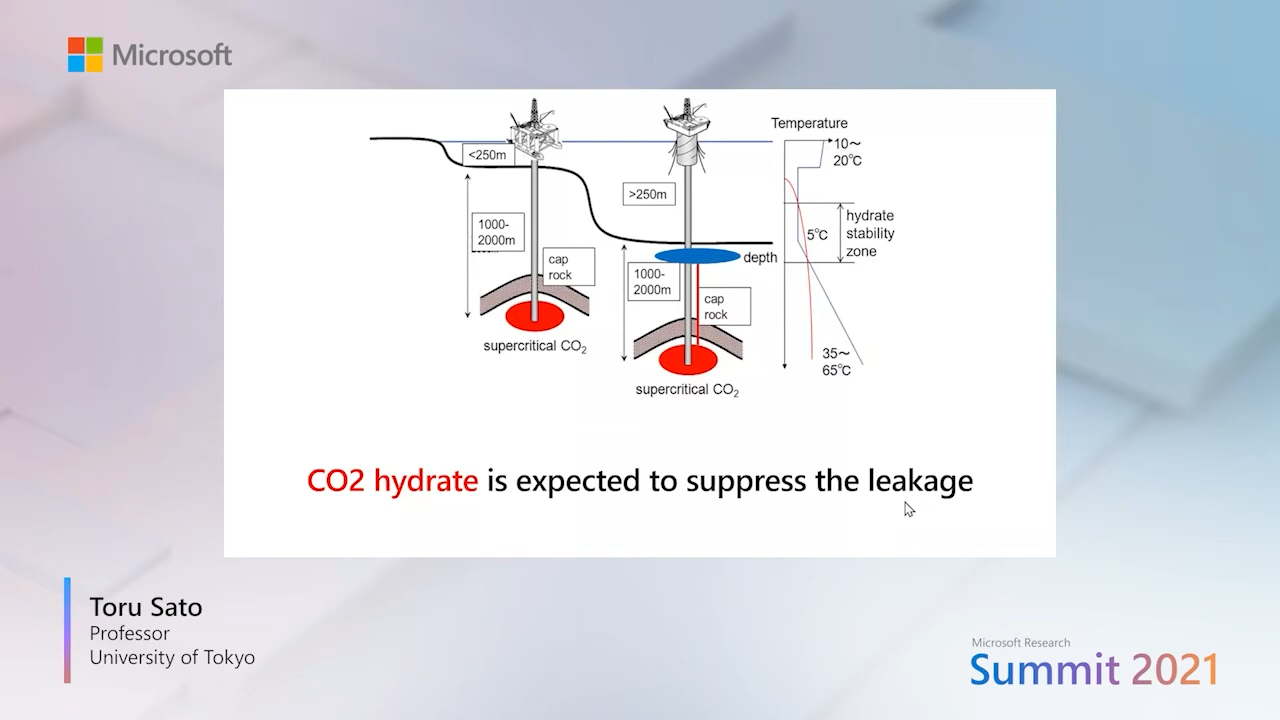 Microsoft
Temperature
10～
20℃
<250m
>250m
1000-
2000m
cap
rock
supercritical CO₂
hydrate
stability
zone
5℃
depth
1000-
2000m
cap
rock
35～
65℃
supercritical CO₂
CO2 hydrate is expected to suppress the leakage
Toru Sato
Professor
University of Tokyo
Microsoft Research
Summit 2021